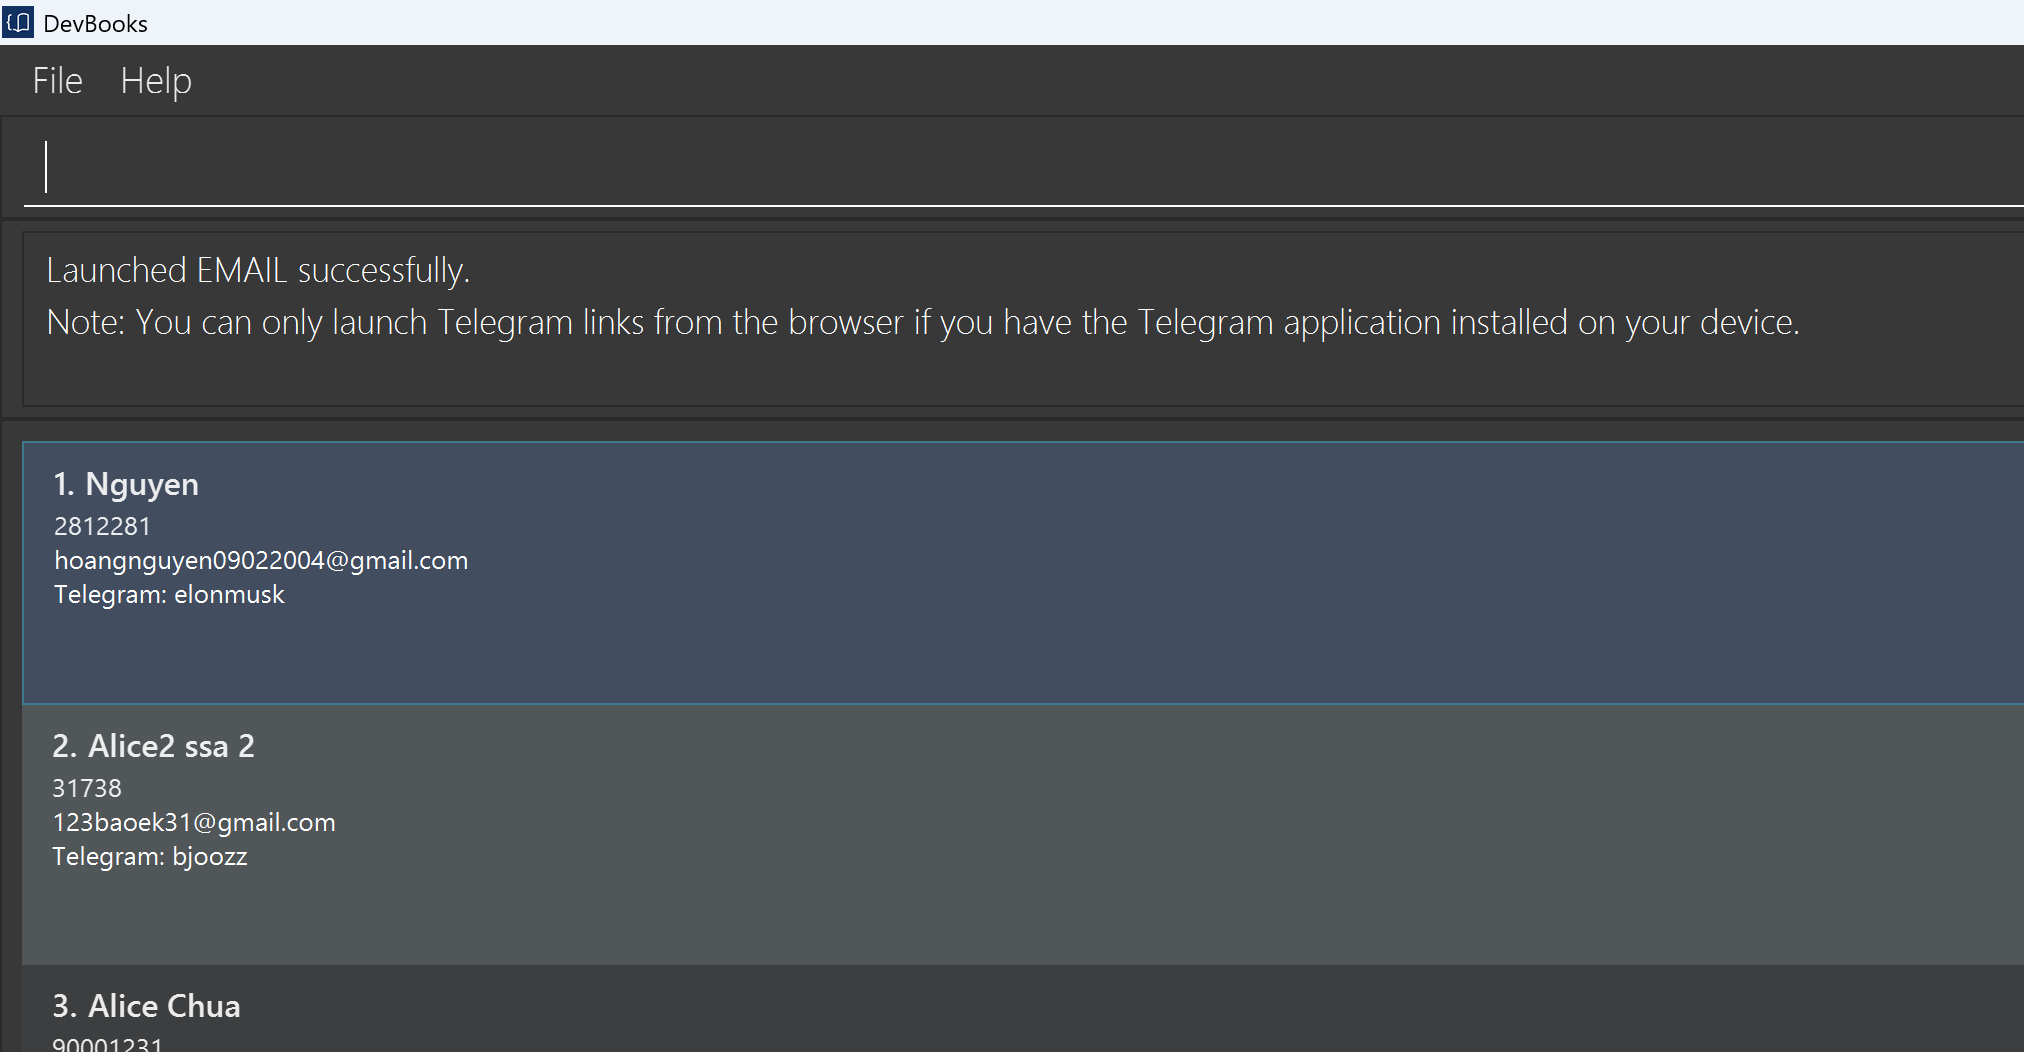 DevBooks
File Help
Launched EMAIL successfully.
Note: You can only launch Telegram links from the browser if you have the Telegram application installed on your device.
1. Nguyen
2812281
hoangnguyen09022004@gmail.com
Telegram: elonmusk
2. Alice2 ssa 2
31738
123baoek31@gmail.com
Telegram: bjoozz
3. Alice Chua
90001231